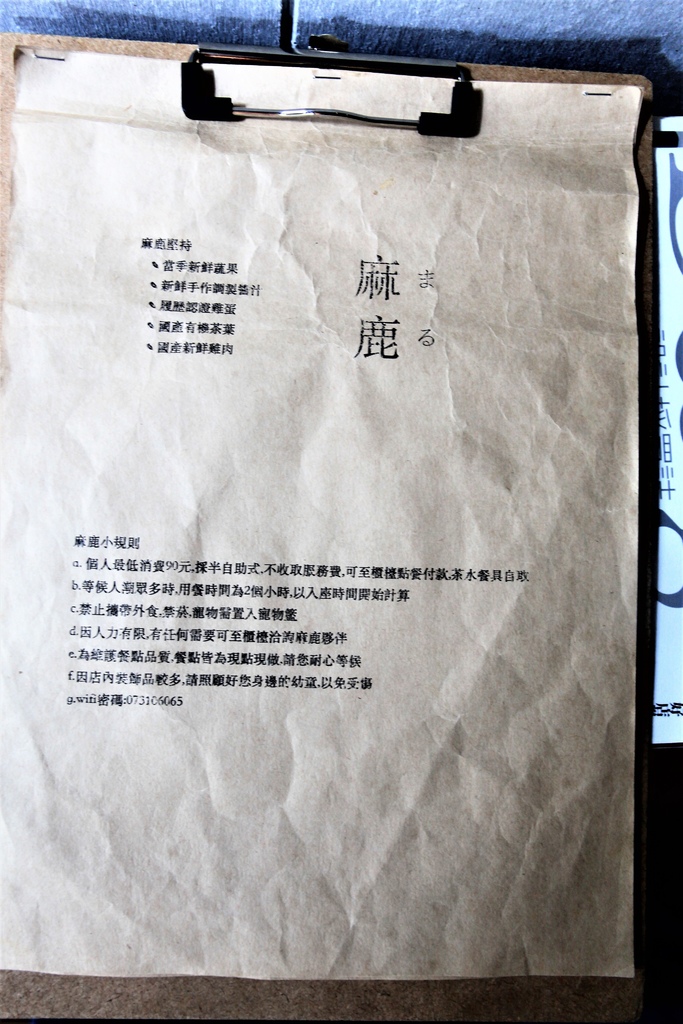 麻鹿
まる
麻鹿堅持
當季新鮮蔬果
新鮮手作調製醬汁
履歷認證雞蛋
國產有機茶葉
國產新鮮雞肉
麻鹿小規則
a. 個人最低消費90元,採半自助式,不收取服務費,可至櫃檯點餐付款,茶水餐具自取
b.等候人潮眾多時,用餐時間為2個小時,以入座時間開始計算
c.禁止攜帶外食,禁菸,寵物需置入寵物籃
d.因人力有限,有任何需要可至櫃檯洽詢麻鹿夥伴
e.為維護餐點品質,餐點皆為現點現做,請您耐心等候
f.因店內裝飾品較多,請照顧好您身邊的幼童,以免受傷
g.wifi密碼:073106065